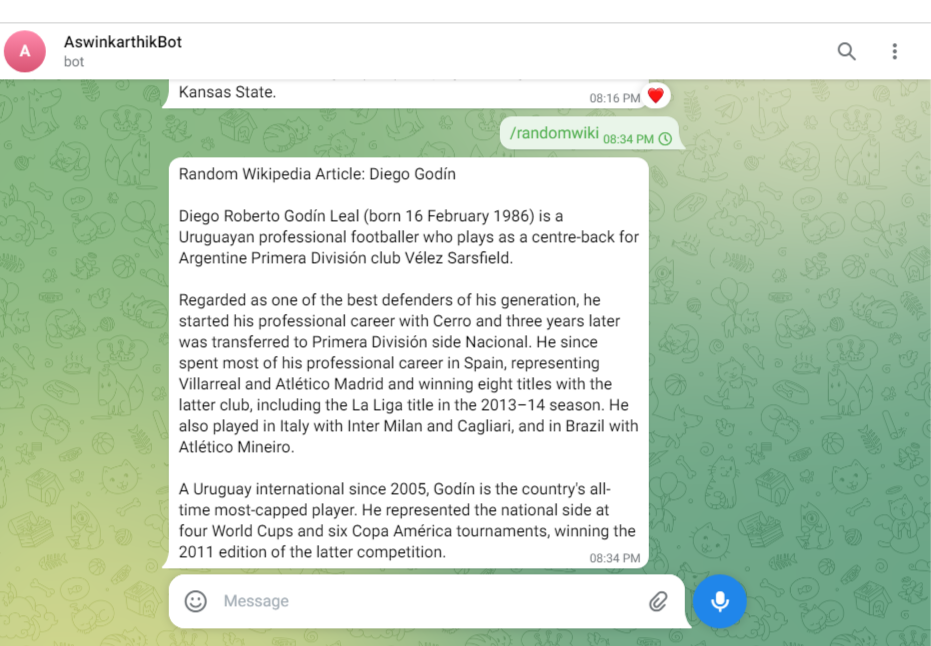 A
AswinkarthikBot
bot
Kansas State.
08:16 PM
/randomwiki
08:34 PM
Random Wikipedia Article: Diego Godín
Diego Roberto Godín Leal (born 16 February 1986) is a
Uruguayan professional footballer who plays as a centre-back for
Argentine Primera División club Vélez Sarsfield.
Regarded as one of the best defenders of his generation, he
started his professional career with Cerro and three years later
was transferred to Primera División side Nacional. He since
spent most of his professional career in Spain, representing
Villarreal and Atlético Madrid and winning eight titles with the
latter club, including the La Liga title in the 2013–14 season. He
also played in Italy with Inter Milan and Cagliari, and in Brazil with
Atlético Mineiro.
A Uruguay international since 2005, Godín is the country's all-
time most-capped player. He represented the national side at
four World Cups and six Copa América tournaments, winning the
2011 edition of the latter competition.
08:34 PM
Message